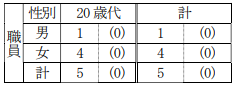 職員
性別 20歳代 計
男 1 (0) 1 (0)
女 4 (0) 4 (0)
計 5 (0) 5 (0)